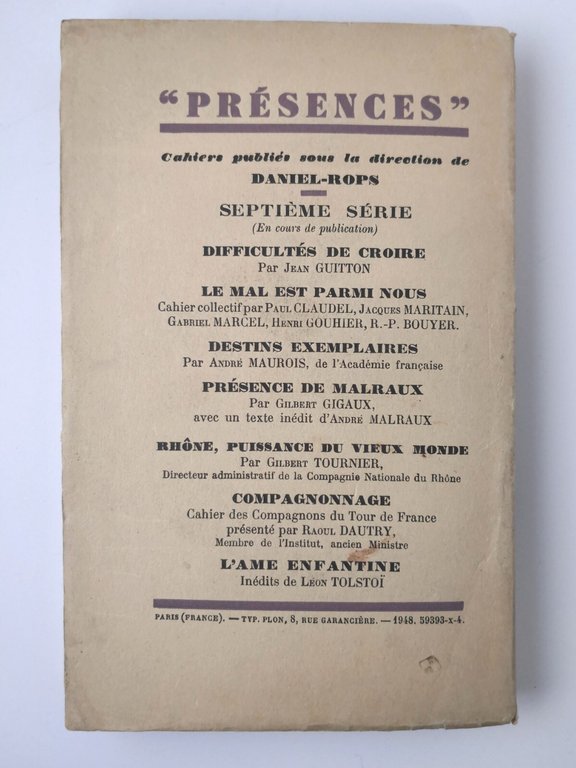 “PRÉSENCES”
Cahiers publiés sous la direction de
DANIEL-ROPS
SEPTIÈME SÉRIE
(En cours de publication)
DIFFICULTÉS DE CROIRE
Par JEAN GUITTON
LE MAL EST PARMI NOUS
Cahier collectif par PAUL CLAUDEL, JACQUES MARITAIN,
GABRIEL MARCEL, HENRI GOUHIER, R.-P. BOUYER.
DESTINS EXEMPLAIRES
Par ANDRÉ MAUROIS, de l'Académie française
PRÉSENCE DE MALRAUX
Par GILBERT GIGAUX,
avec un texte inédit d'ANDRÉ MALRAUX
RHÔNE, PUISSANCE DU VIEUX MONDE
Par GILBERT TOURNIER,
Directeur administratif de la Compagnie Nationale du Rhône
COMPAGNONNAGE
Cahier des Compagnons du Tour de France
présenté par RAOUL DAUTRY,
Membre de l'Institut, ancien Ministre
L'AME ENFANTINE
Inédits de LÉON TOLSTOÏ
PARIS (FRANCE). — TYP. PLON, 8, RUE GARANCIÈRE. — 1948. 59393-X-4.